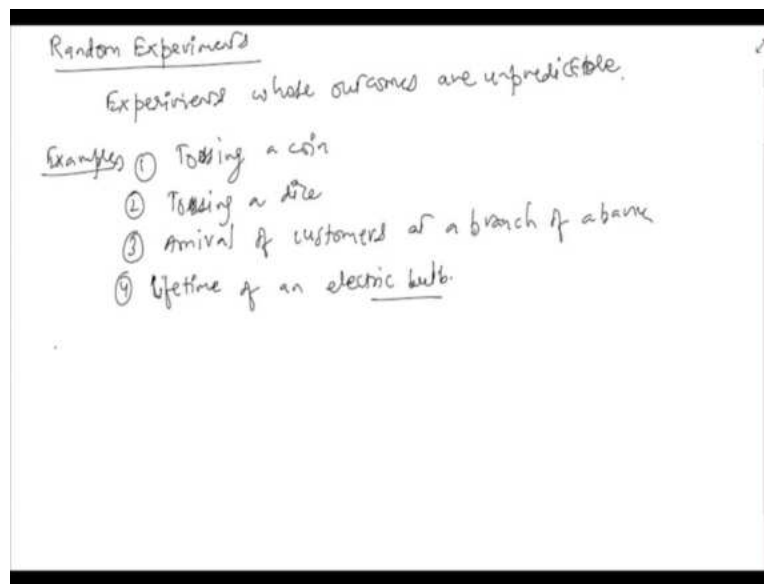 Random Experiments
Experiments whose outcomes are unpredictable.
Examples ① Tossing a coin
② Tossing a dice
③ Arrival of customers at a branch of a bank
④ Lifetime of an electric bulb.